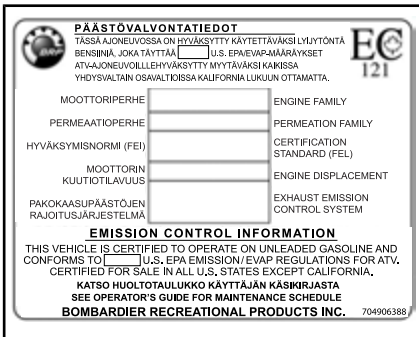 PÄÄSTÖVALVONTATIEDOT
TÄSSÄ AJONEUVOSSA ON HYVÄKSYTTY KÄYTETTÄVÄKSI LYIJYTÖNTÄ
BENSIINIÄ, JOKA TÄYTTÄÄ U.S. EPA/EVAP-MÄÄRÄYKSET
ATV-AJONEUVOILLLEHYVÄKSYTTY MYYTÄVÄKSI KAIKISSA
YHDYSVALTAIN OSAVALTIOISSA KALIFORNIA LUKUUN OTTAMATTA.
EC
121
MOOTTORIPERHE ENGINE FAMILY
PERMEAATIOPERHE PERMEATION FAMILY
HYVÄKSYMISNORMI (FEI) CERTIFICATION
STANDARD (FEL)
MOOTTORIN
KUUTIOTILAVUUS ENGINE DISPLACEMENT
PAKOKAASUPÄÄSTÖJEN EXHAUST EMISSION
RAJOITUSJÄRJESTELMÄ CONTROL SYSTEM
EMISSION CONTROL INFORMATION
THIS VEHICLE IS CERTIFIED TO OPERATE ON UNLEADED GASOLINE AND
CONFORMS TO U.S. EPA EMISSION/EVAP REGULATIONS FOR ATV.
CERTIFIED FOR SALE IN ALL U.S. STATES EXCEPT CALIFORNIA.
KATSO HUOLTOTAULUKKO KÄYTTÄJÄN KÄSIKIRJASTA
SEE OPERATOR'S GUIDE FOR MAINTENANCE SCHEDULE
BOMBARDIER RECREATIONAL PRODUCTS INC. 704906388